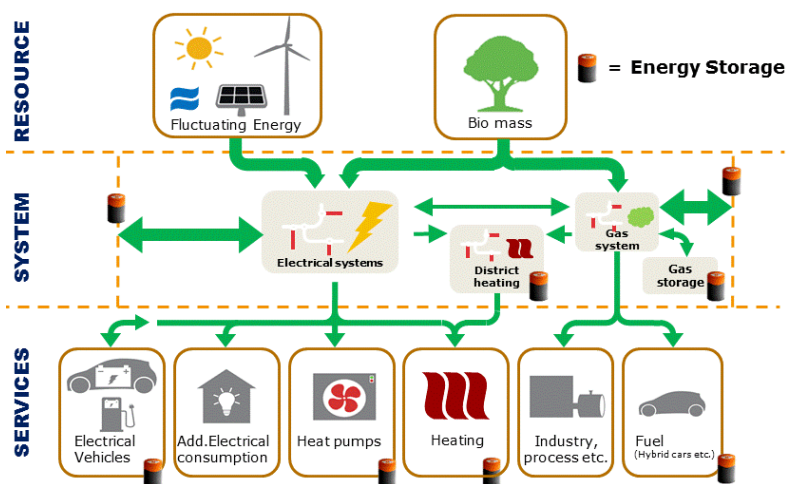 RESOURCE
Fluctuating Energy
Bio mass
= Energy Storage
SYSTEM
Electrical systems
District
heating
Gas
system
Gas
storage
SERVICES
Electrical
Vehicles
Add.Electrical
consumption
Heat pumps
Heating
Industry,
process etc.
Fuel
(Hybrid cars etc.)